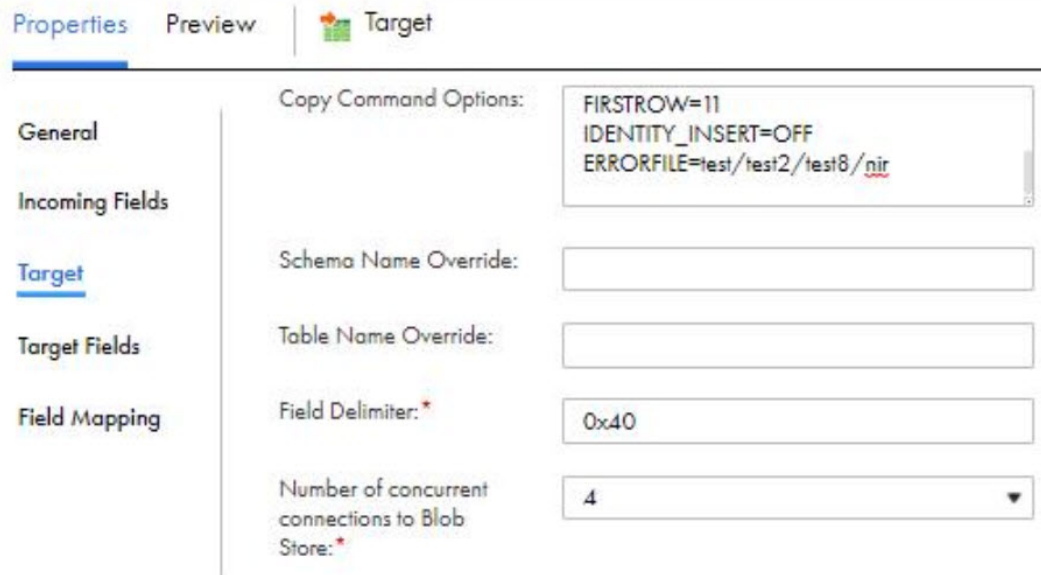 Properties Preview Target
General
Incoming Fields
Target
Target Fields
Field Mapping
Copy Command Options:
FIRSTROW=11
IDENTITY_INSERT=OFF
ERRORFILE=test/test2/test8/nir
Schema Name Override:
Table Name Override:
Field Delimiter:*
0x40
Number of concurrent
connections to Blob
Store:*
4